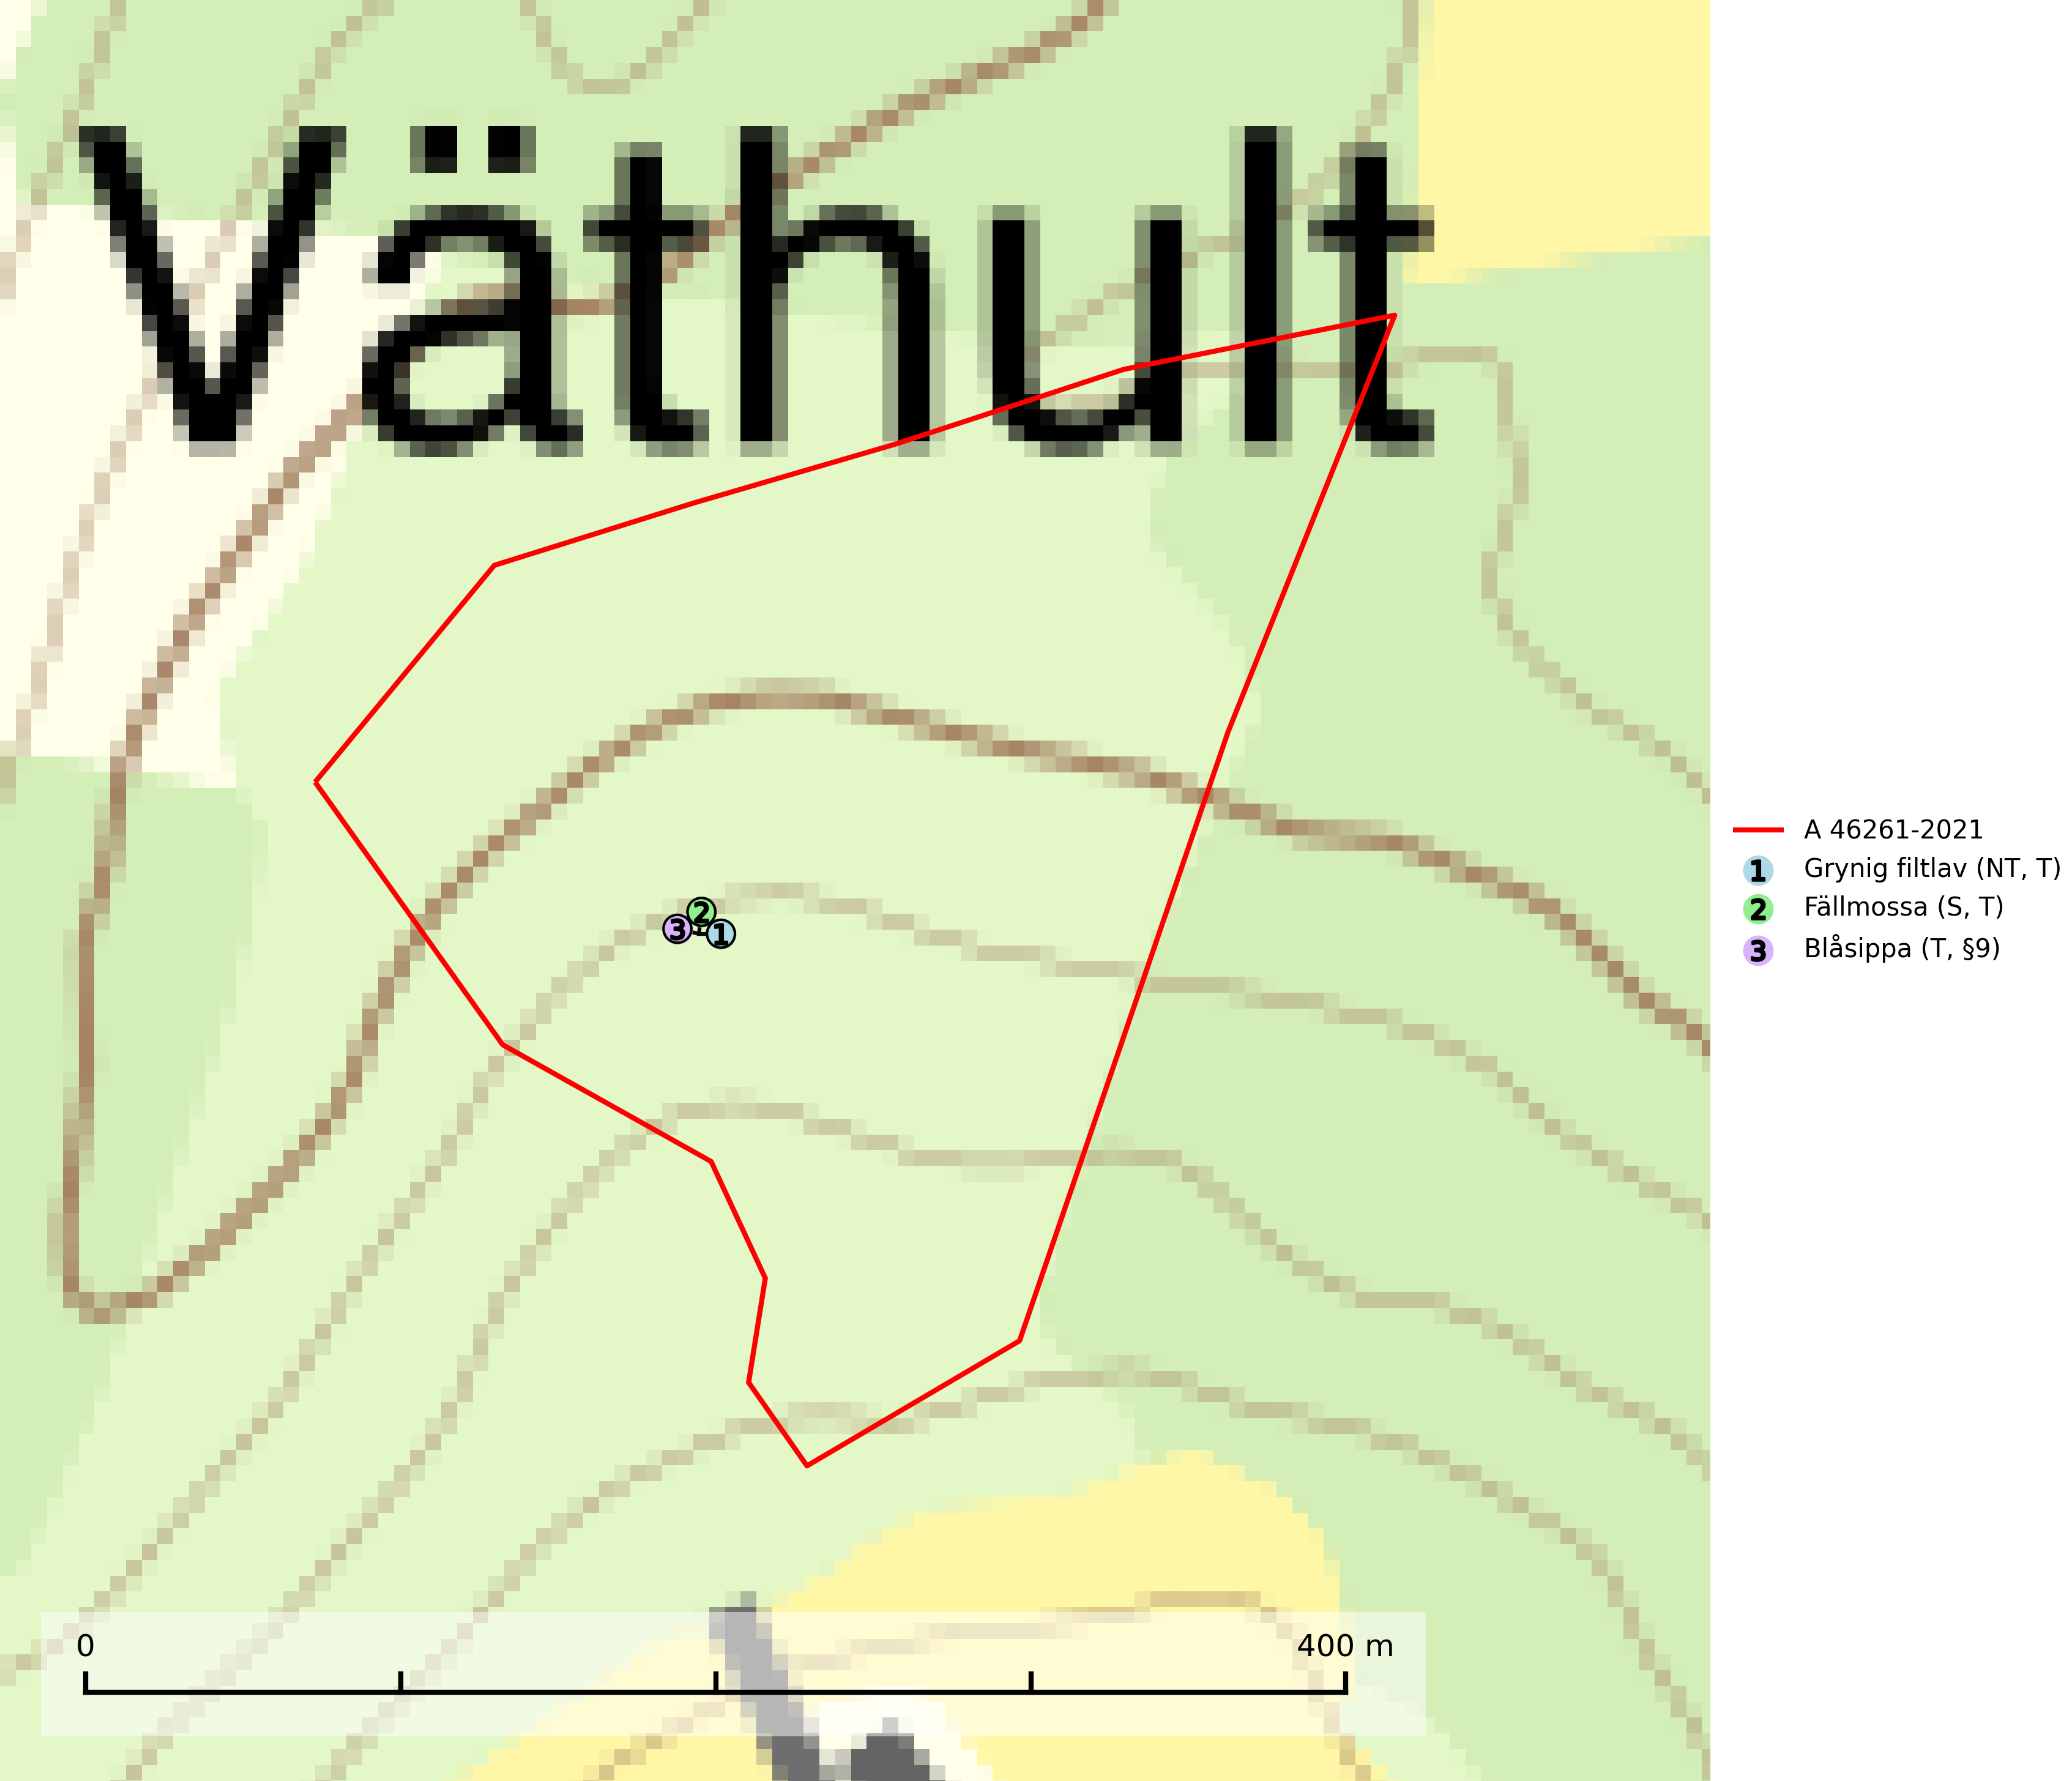 Väthult
A 46261-2021
1 Grynig filtlav (NT, T)
2 Fällmossa (S, T)
3 Blåsippa (T, §9)
2
3 1
0 400 m